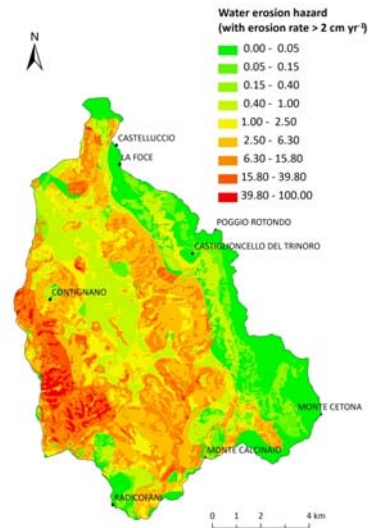 Water erosion hazard
(with erosion rate > 2 cm yr⁻¹)
N
0.00 - 0.05
0.05 - 0.15
0.15 - 0.40
0.40 - 1.00
1.00 - 2.50
2.50 - 6.30
6.30 - 15.80
15.80 - 39.80
39.80 - 100.00
CASTELLUCCIO
LA FOCE
POGGIO ROTONDO
CASTIGLIONCELLO DEL TRINORO
CONTIGNANO
MONTE CETONA
MONTE CALCINAIO
RADICOFANI
0 1 2 4 km